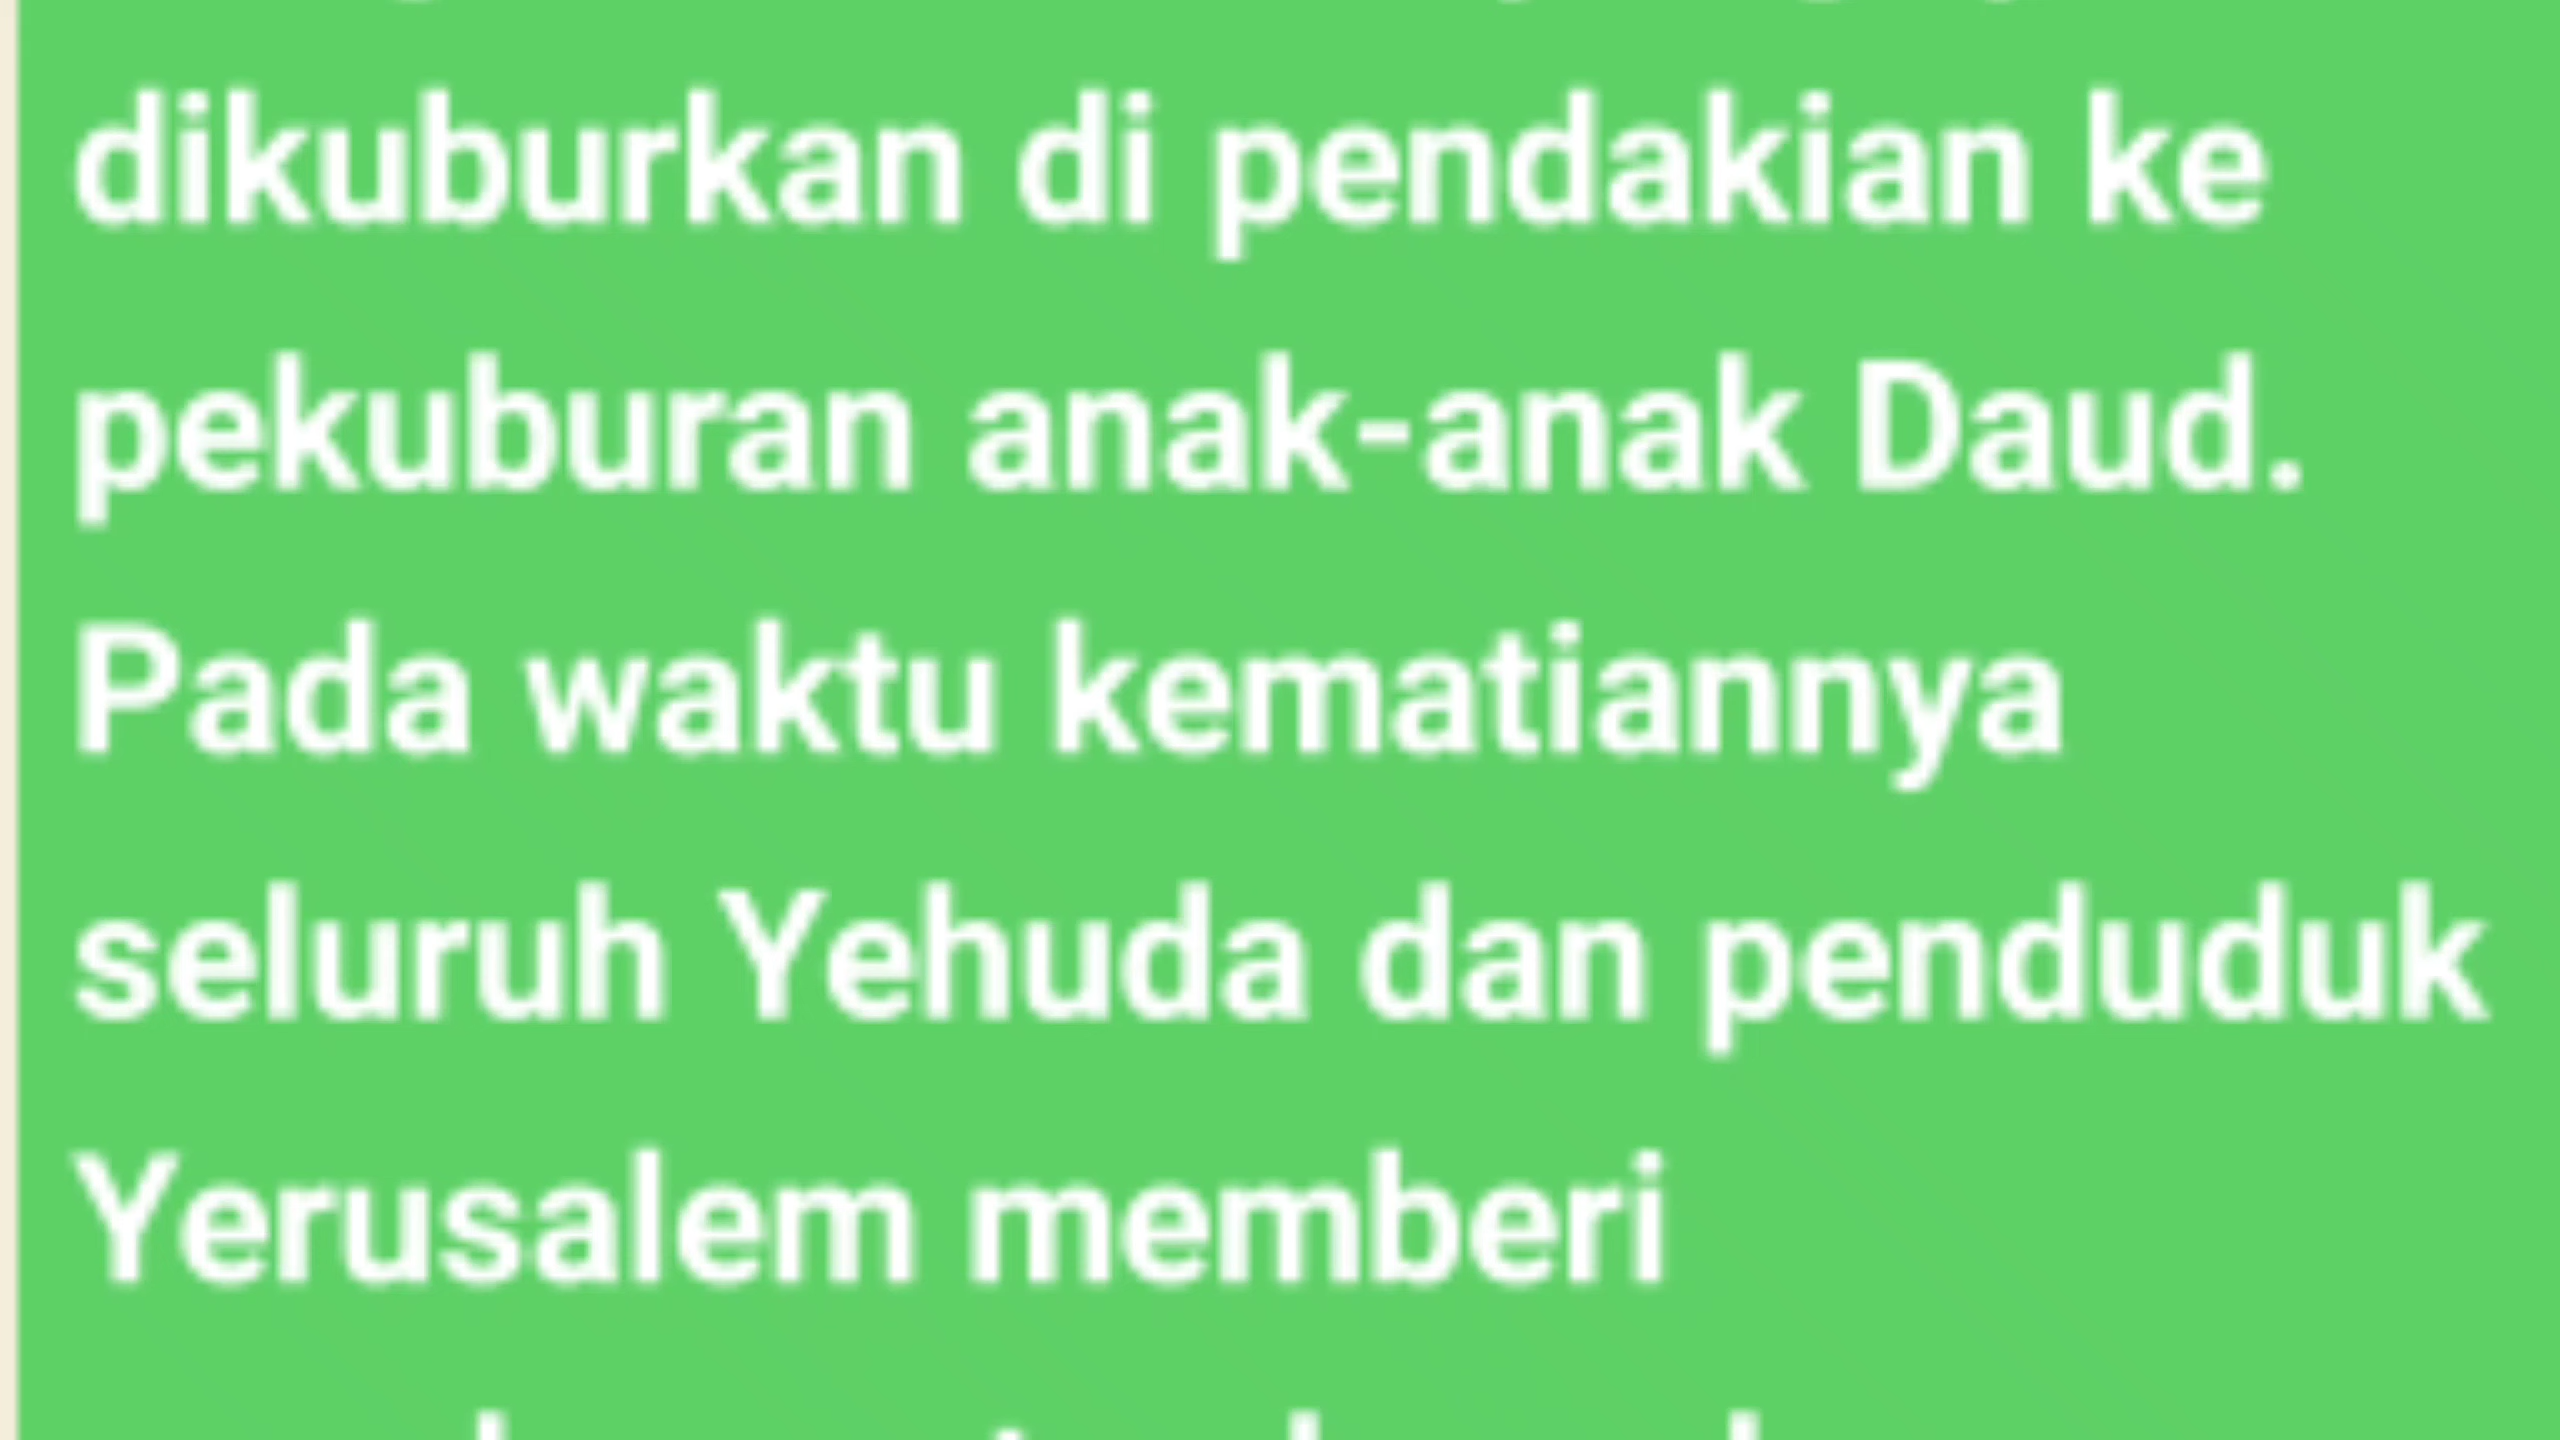 dikuburkan di pendakian ke
pekuburan anak-anak Daud.
Pada waktu kematiannya
seluruh Yehuda dan penduduk
Yerusalem memberi